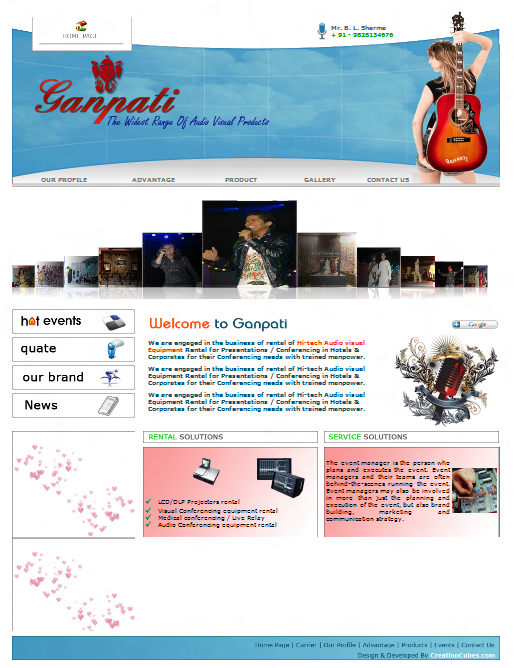 HOME PAGE
Mr. B. L. Sharma
+ 91 - 9828134876
Ganpati
The Widest Range Of Audio Visual Products
GANPATI
OUR PROFILE ADVANTAGE PRODUCT GALLERY CONTACT US
hot events
quate
our brand
News
Welcome to Ganpati
We are engaged in the business of rental of Hi-tech Audio visual
Equipment Rental for Presentations / Conferencing in Hotels &
Corporates for their Conferencing needs with trained manpower.
We are engaged in the business of rental of Hi-tech Audio visual
Equipment Rental for Presentations / Conferencing in Hotels &
Corporates for their Conferencing needs with trained manpower.
We are engaged in the business of rental of Hi-tech Audio visual
Equipment Rental for Presentations / Conferencing in Hotels &
Corporates for their Conferencing needs with trained manpower.
Google
RENTAL SOLUTIONS
LCD/DLP Projectors rental
Visual Conferencing equipment rental
Medical conferencing / Live Relay
Audio Conferencing equipment rental
SERVICE SOLUTIONS
The event manager is the person who
plans and executes the event. Event
managers and their teams are often
behind-the-scenes running the event.
Event managers may also be involved
in more than just the planning and
execution of the event, but also brand
building, marketing and
communication strategy.
Home Page | Carrier | Our Profile | Advantage | Products | Events | Contact Us
Design & Developed By CreationCubes.com